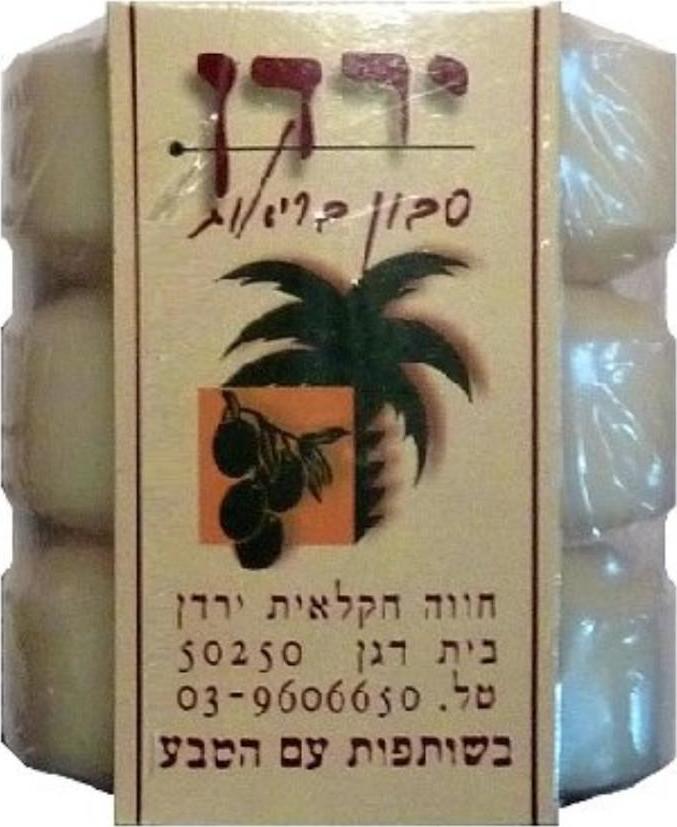 ירדן
סבון בריאות
חווה חקלאית ירדן
בית דגן 50250
טל. 03-9606650
בשותפות עם הטבע